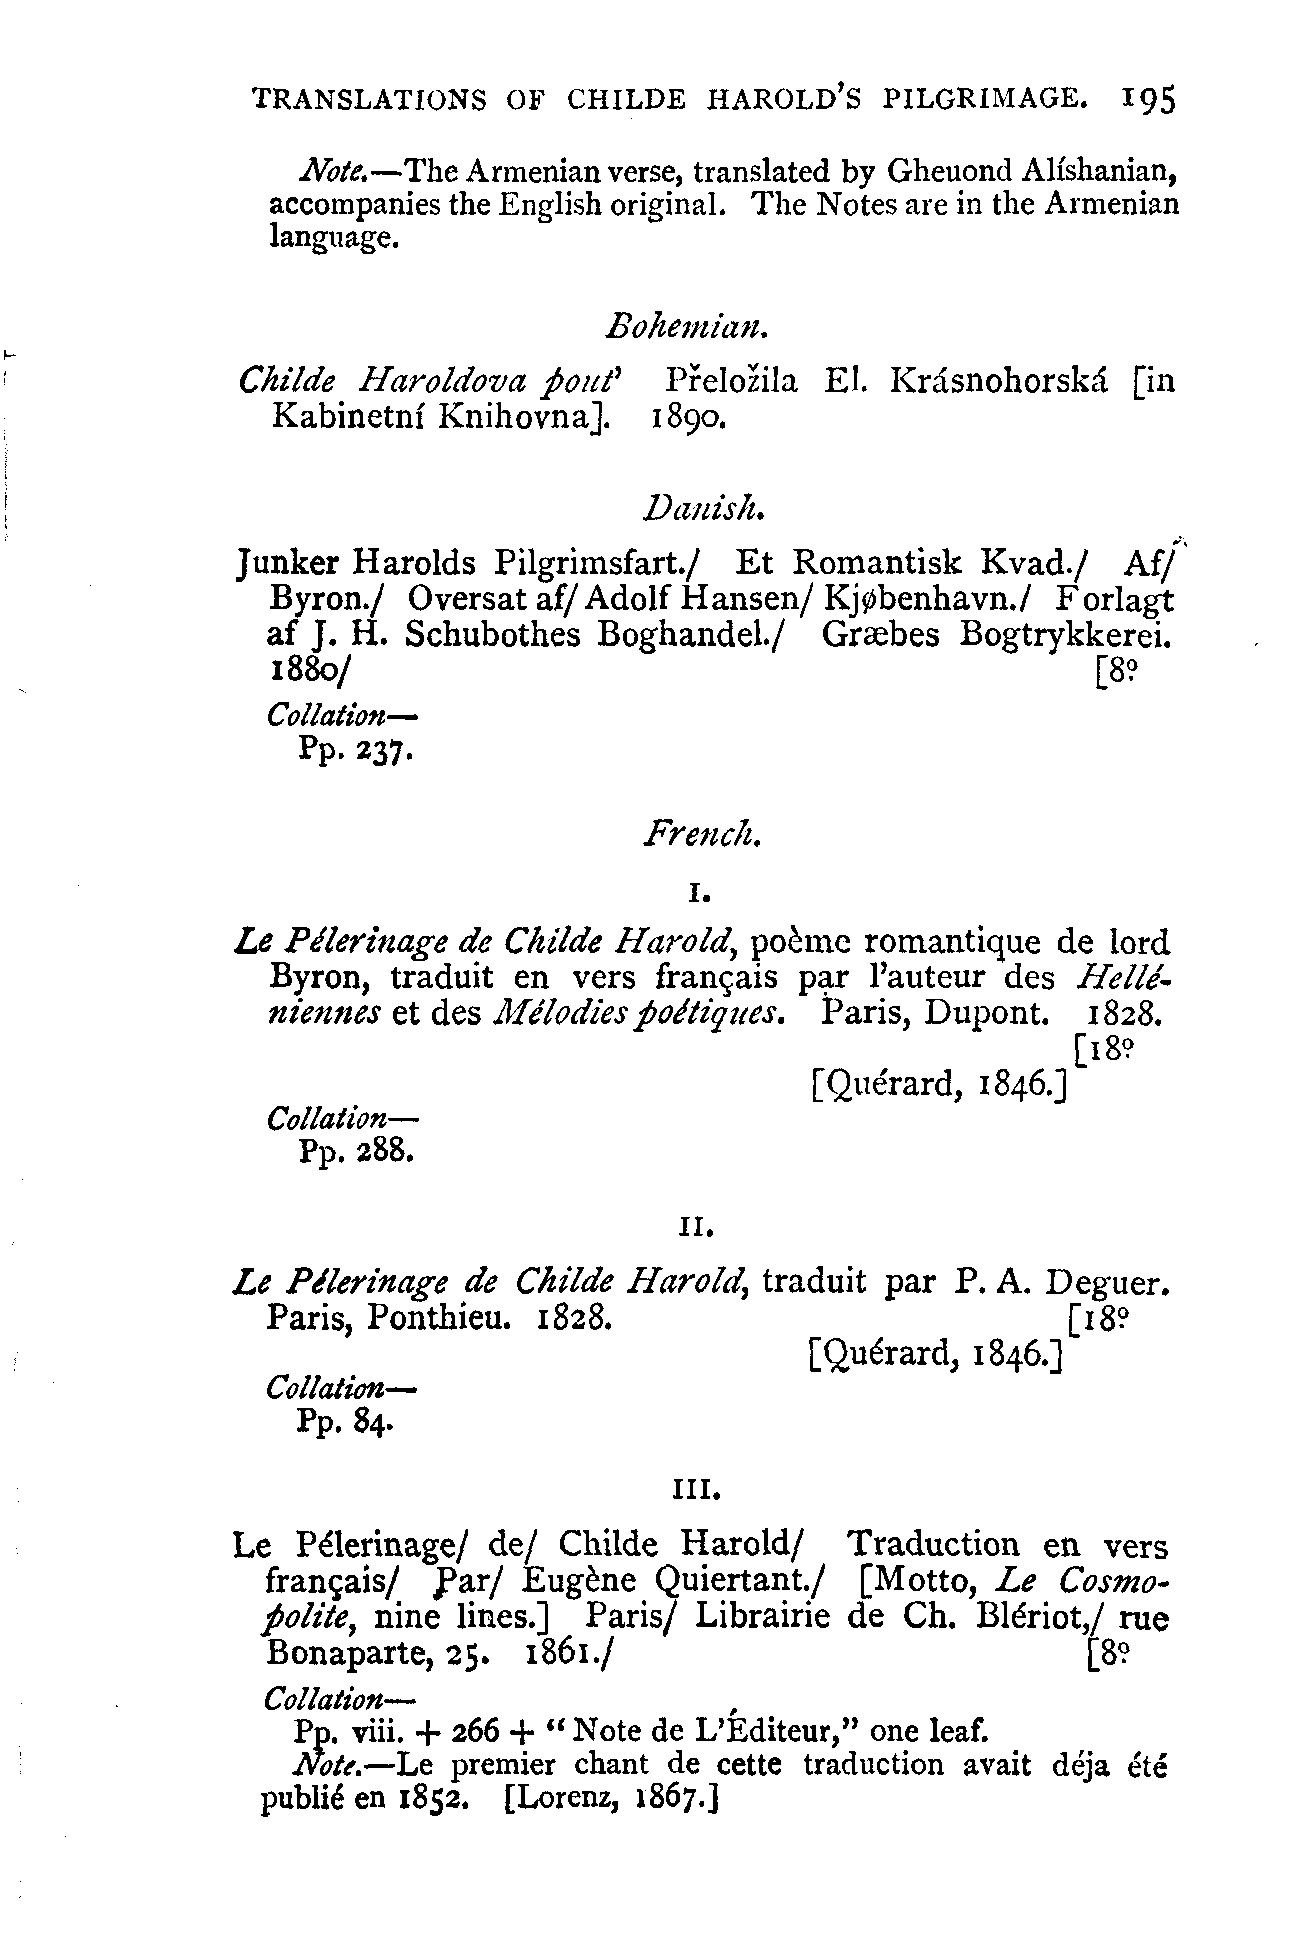 TRANSLATIONS OF CHILDE HAROLD'S PILGRIMAGE. 195
Note.—The Armenian verse, translated by Gheuond Alíshanian,
accompanies the English original. The Notes are in the Armenian
language.
Bohemian.
Childe Haroldova pout' Přeložila El. Krásnohorská [in
Kabinetní Knihovna]. 1890.
Danish.
Junker Harolds Pilgrimsfart./ Et Romantisk Kvad./ Af/
Byron./ Oversat af/ Adolf Hansen/ Kjøbenhavn./ Forlagt
af J. H. Schubothes Boghandel./ Græbes Bogtrykkerei.
1880/ [8º
Collation—
Pp. 237.
French.
I.
Le Pélerinage de Childe Harold, poème romantique de lord
Byron, traduit en vers français par l'auteur des Hellé-
niennes et des Mélodies poétiques. Paris, Dupont. 1828.
[18º
[Quérard, 1846.]
Collation—
Pp. 288.
II.
Le Pélerinage de Childe Harold, traduit par P. A. Deguer.
Paris, Ponthieu. 1828. [18º
[Quérard, 1846.]
Collation—
Pp. 84.
III.
Le Pélerinage/ de/ Childe Harold/ Traduction en vers
français/ Par/ Eugène Quiertant./ [Motto, Le Cosmo-
polite, nine lines.] Paris/ Librairie de Ch. Blériot,/ rue
Bonaparte, 25. 1861./ [8º
Collation—
Pp. viii. + 266 + "Note de L'Éditeur," one leaf.
Note.—Le premier chant de cette traduction avait déja été
publié en 1852. [Lorenz, 1867.]